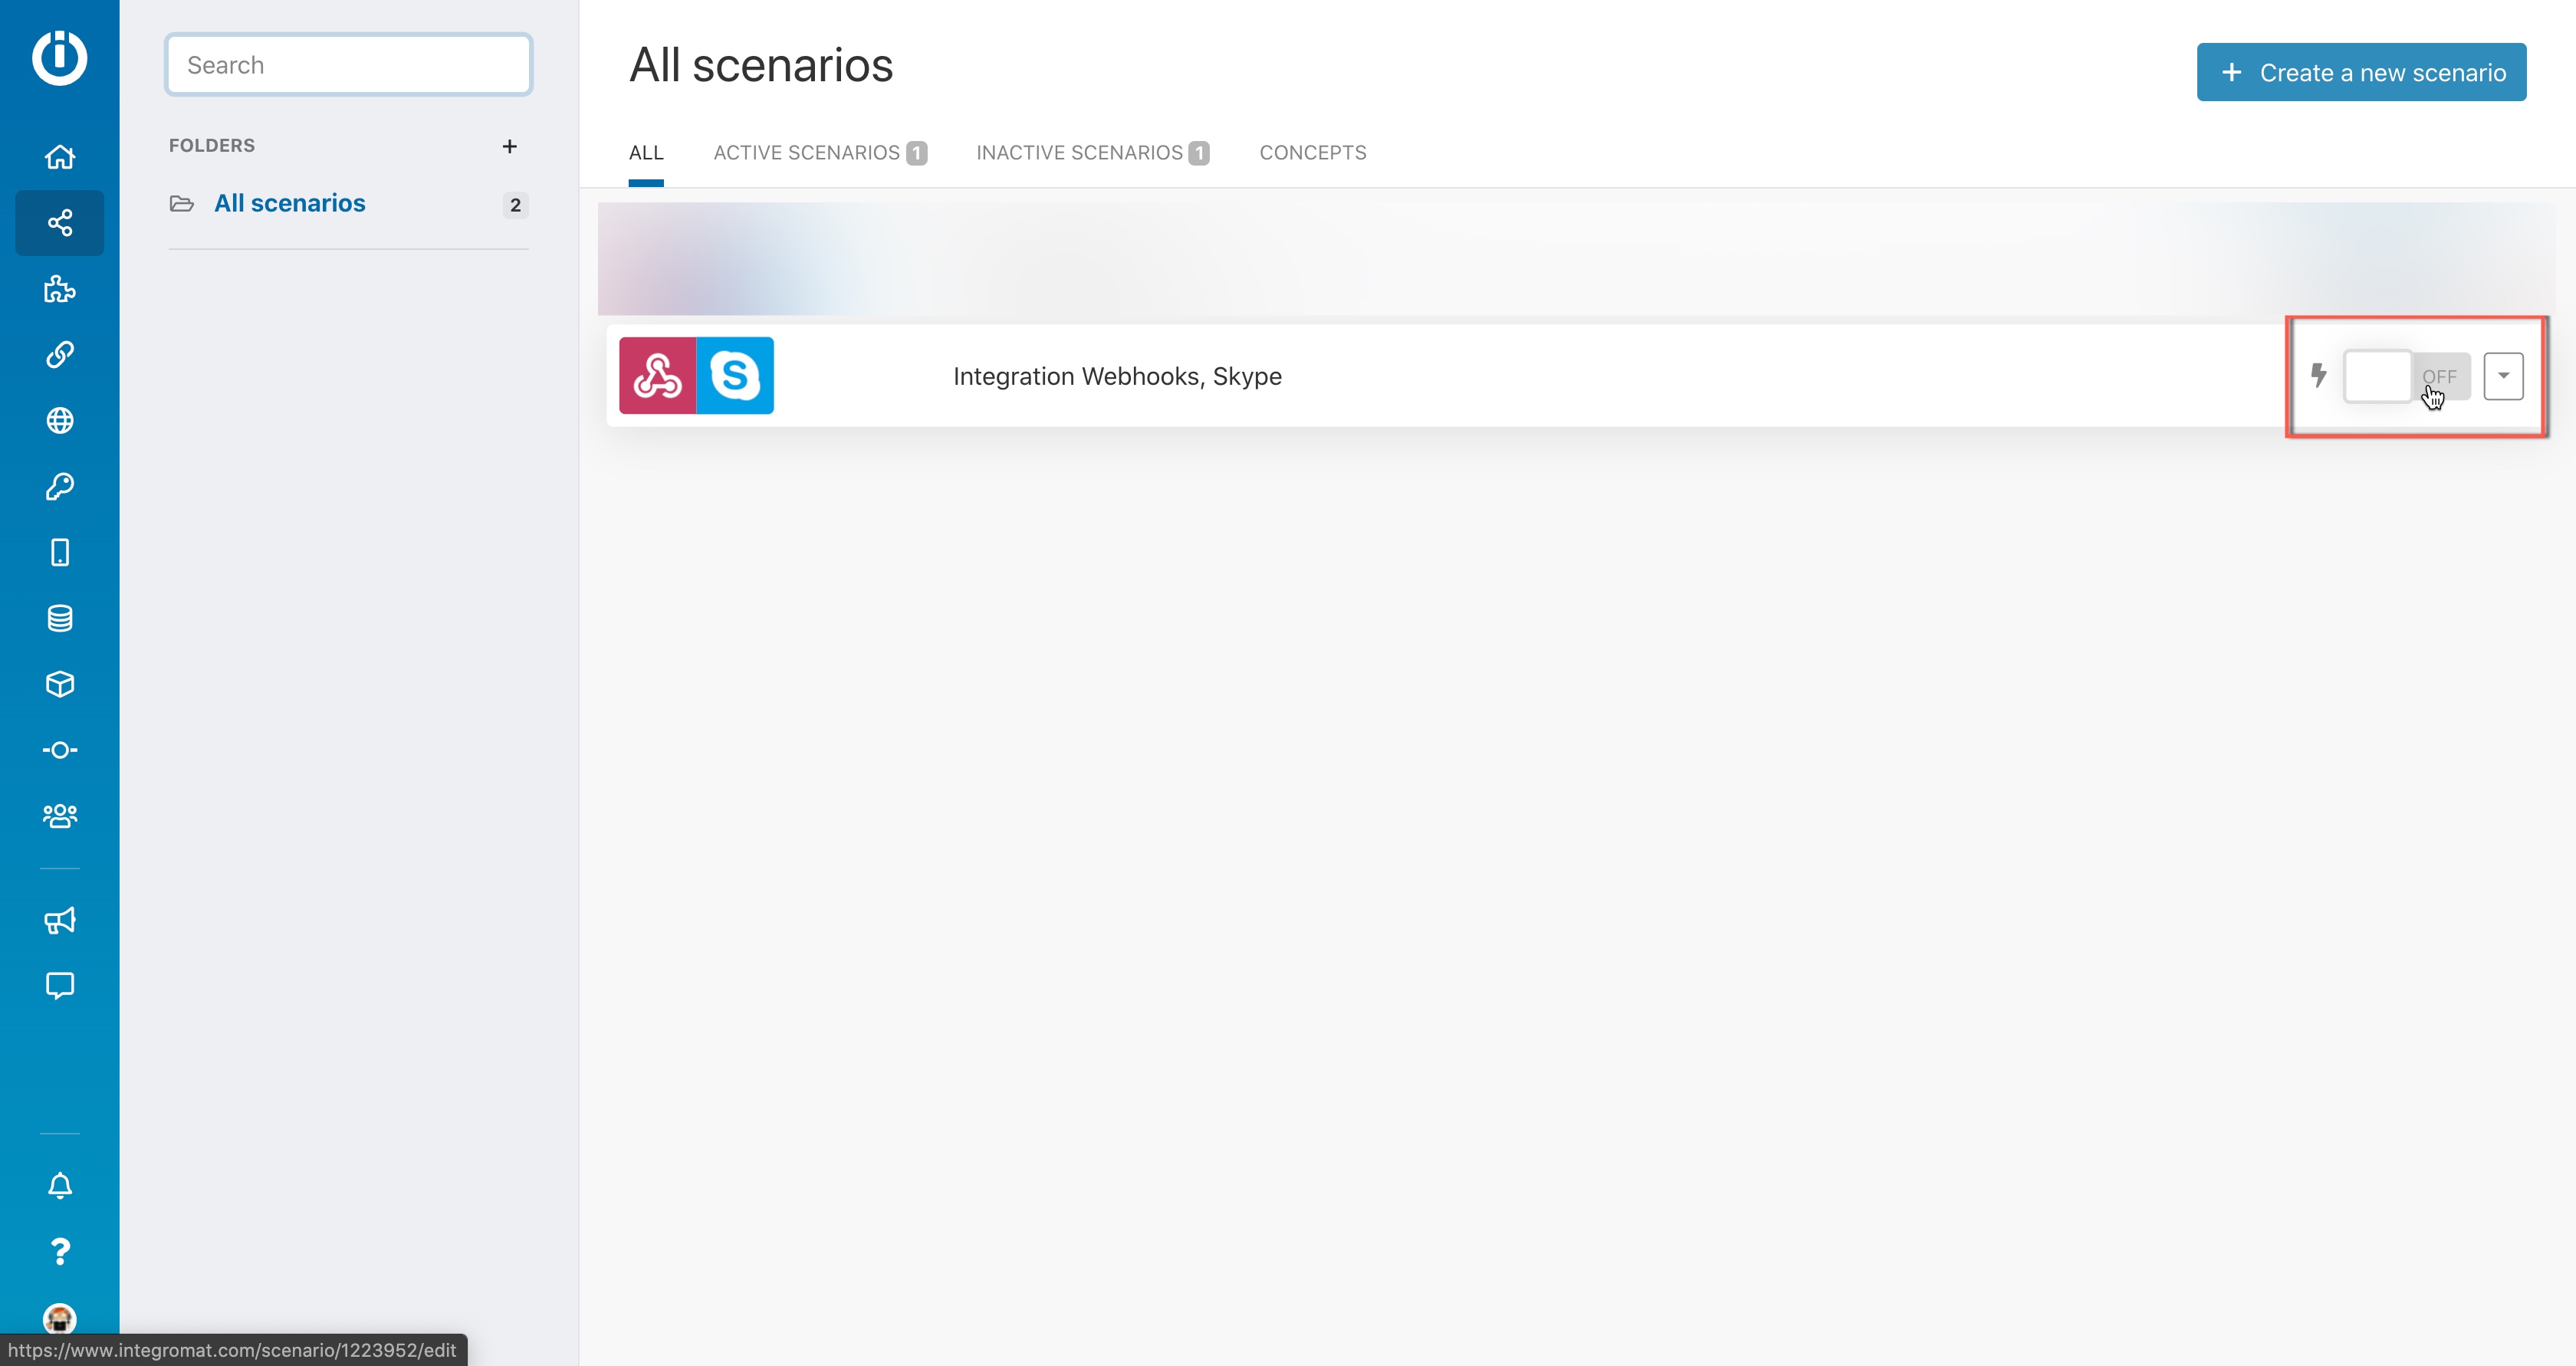 Search
FOLDERS
All scenarios
2
All scenarios
Create a new scenario
ALL
ACTIVE SCENARIOS 1
INACTIVE SCENARIOS 1
CONCEPTS
Integration Webhooks, Skype
OFF
https://www.integromat.com/scenario/1223952/edit